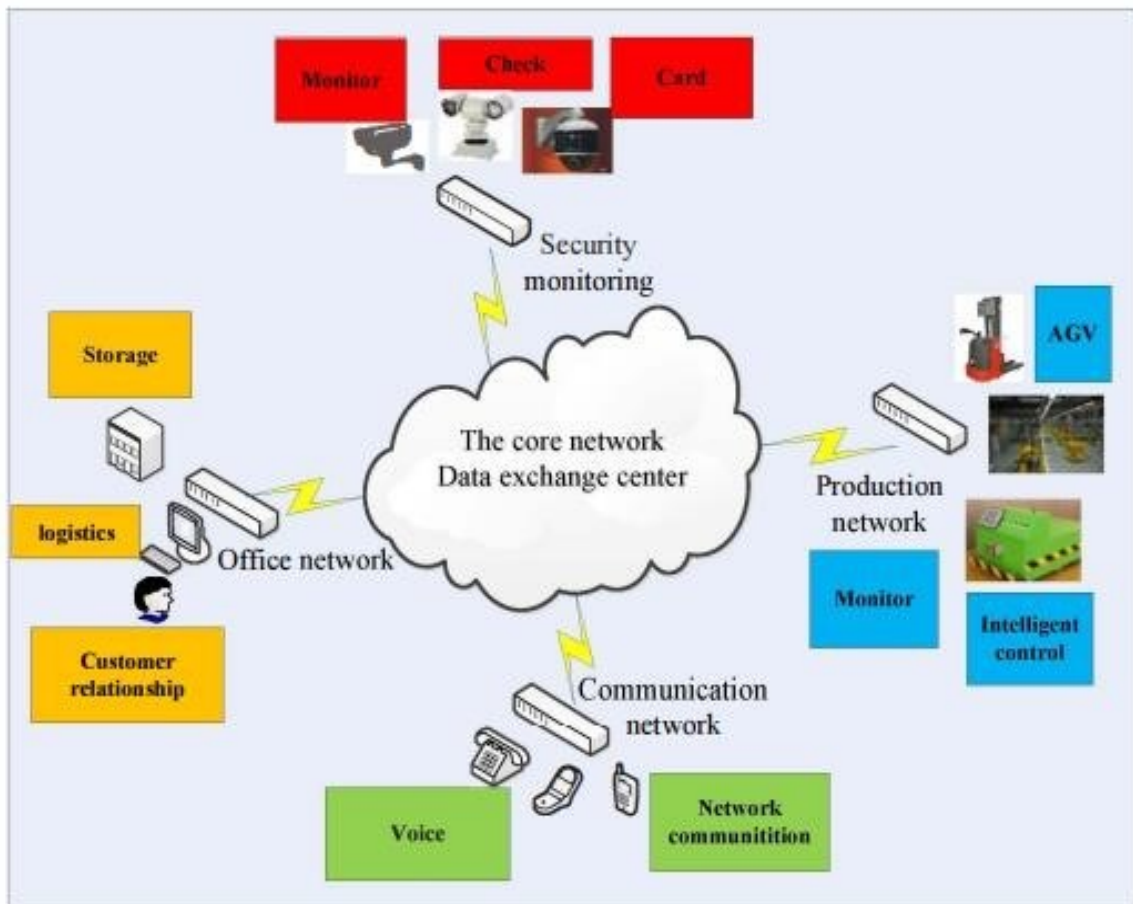 Monitor
Check
Card
Security
monitoring
Storage
AGV
The core network
Data exchange center
Production
network
logistics
Office network
Monitor
Intelligent
control
Customer
relationship
Communication
network
Voice
Network
communitition